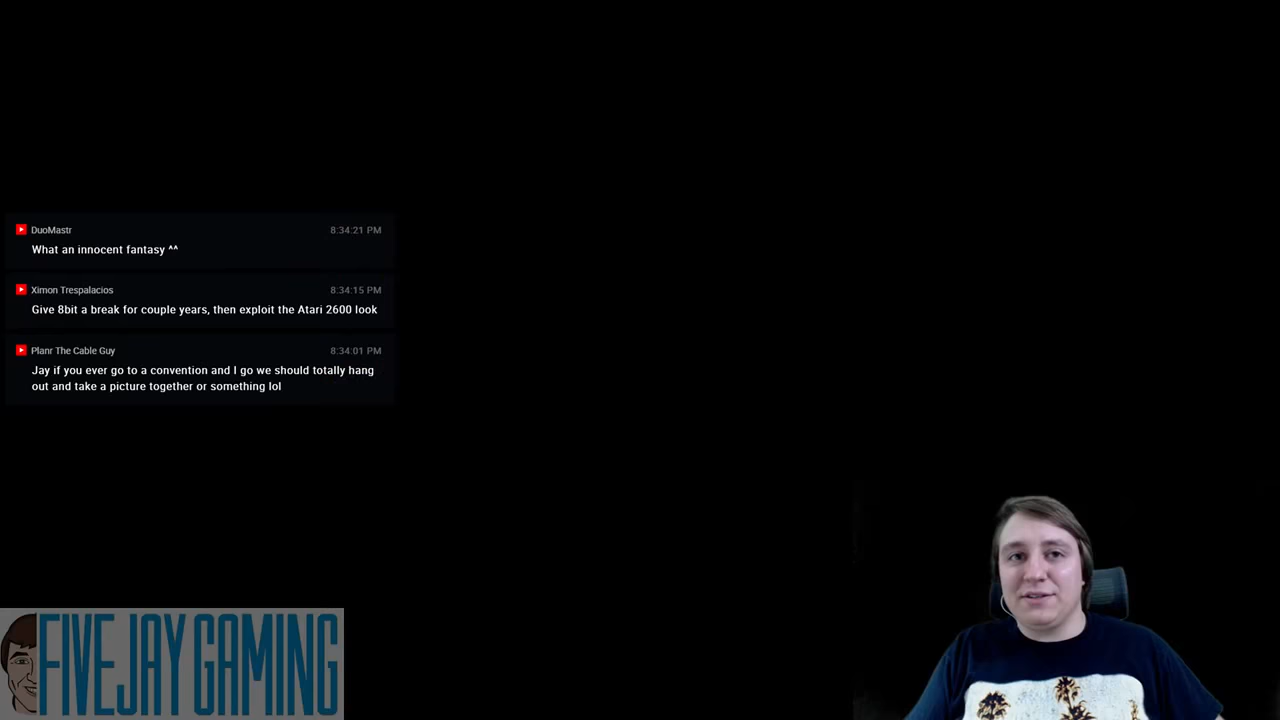 DuoMastr
8:34:21 PM
What an innocent fantasy ^^
Ximon Trespalacios
8:34:15 PM
Give 8bit a break for couple years, then exploit the Atari 2600 look
Planr The Cable Guy
8:34:01 PM
Jay if you ever go to a convention and I go we should totally hang
out and take a picture together or something lol
FIVEJAYGAMING